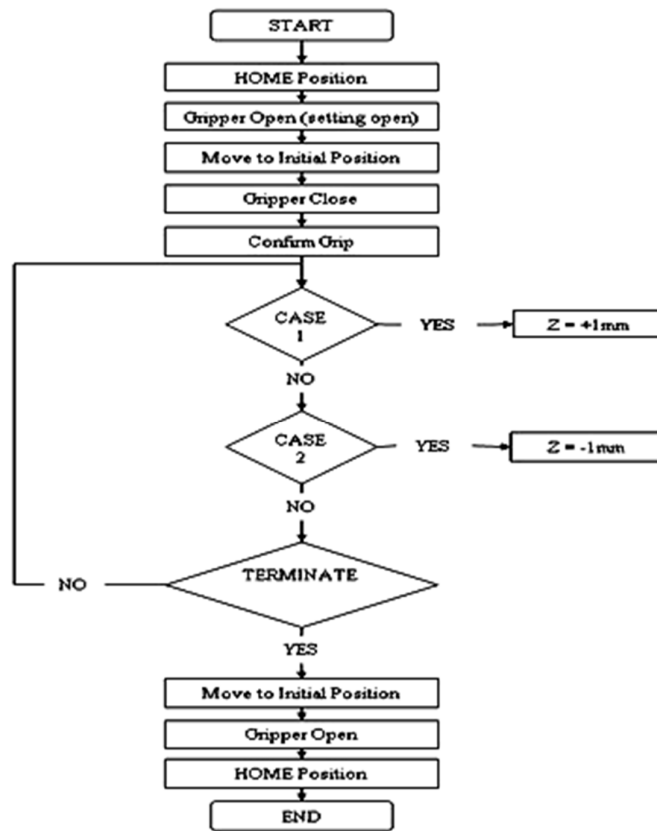 START
HOME Position
Gripper Open (setting open)
Move to Initial Position
Gripper Close
Confirm Grip
CASE
1
YES
Z = +1mm
NO
CASE
2
YES
Z = -1mm
NO
TERMINATE
NO
YES
Move to Initial Position
Gripper Open
HOME Position
END